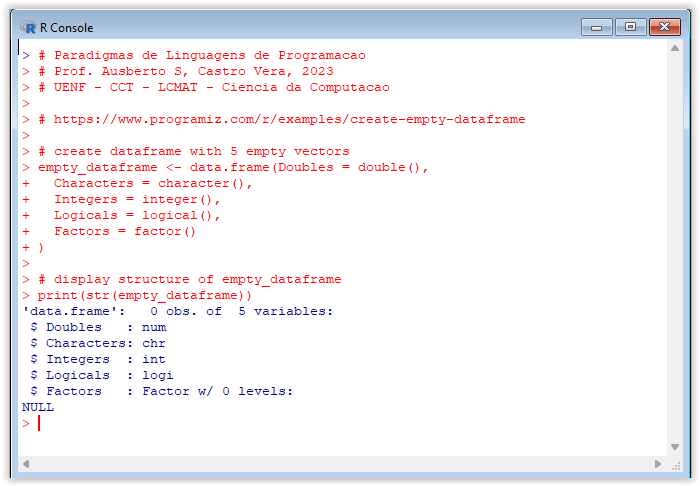 R Console
> # Paradigmas de Linguagens de Programacao
> # Prof. Ausberto S, Castro Vera, 2023
> # UENF - CCT - LCMAT - Ciencia da Computacao
>
> # https://www.programiz.com/r/examples/create-empty-dataframe
>
> # create dataframe with 5 empty vectors
> empty_dataframe <- data.frame(Doubles = double(),
+   Characters = character(),
+   Integers = integer(),
+   Logicals = logical(),
+   Factors = factor()
+ )
>
> # display structure of empty_dataframe
> print(str(empty_dataframe))
'data.frame':   0 obs. of  5 variables:
 $ Doubles   : num
 $ Characters: chr
 $ Integers  : int
 $ Logicals  : logi
 $ Factors   : Factor w/ 0 levels:
NULL
>